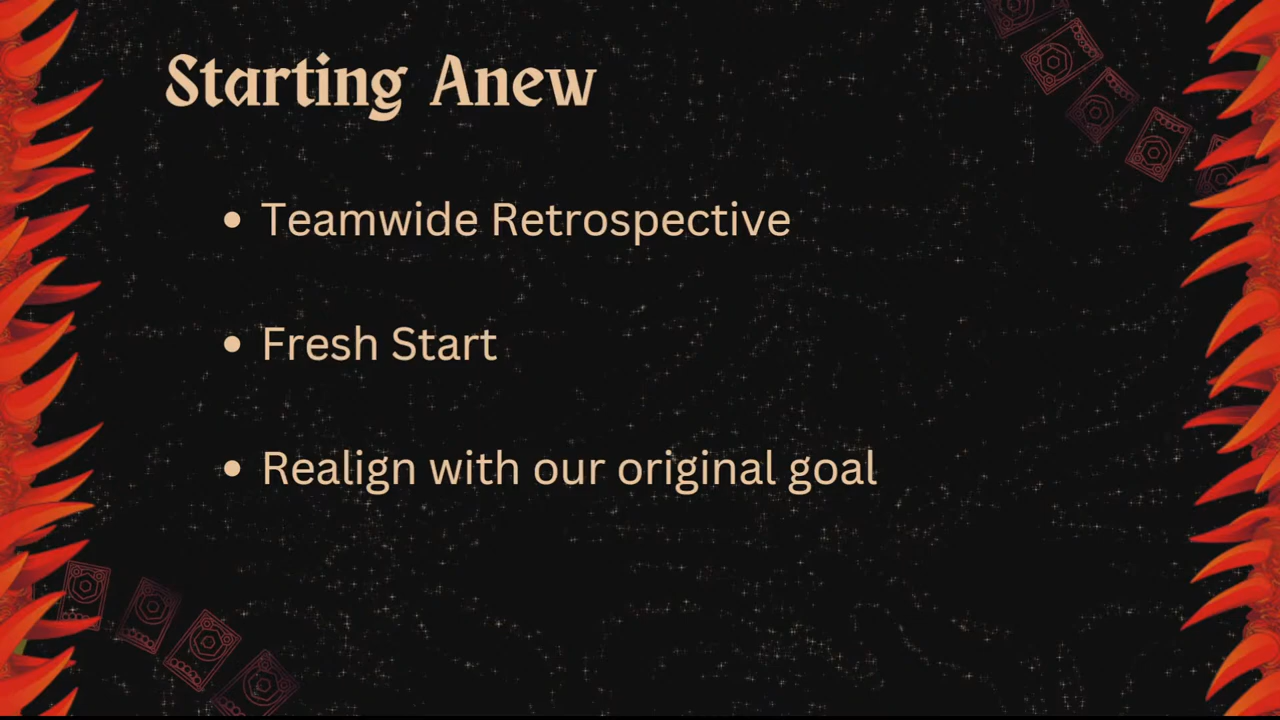 Starting Anew
• Teamwide Retrospective
• Fresh Start
• Realign with our original goal